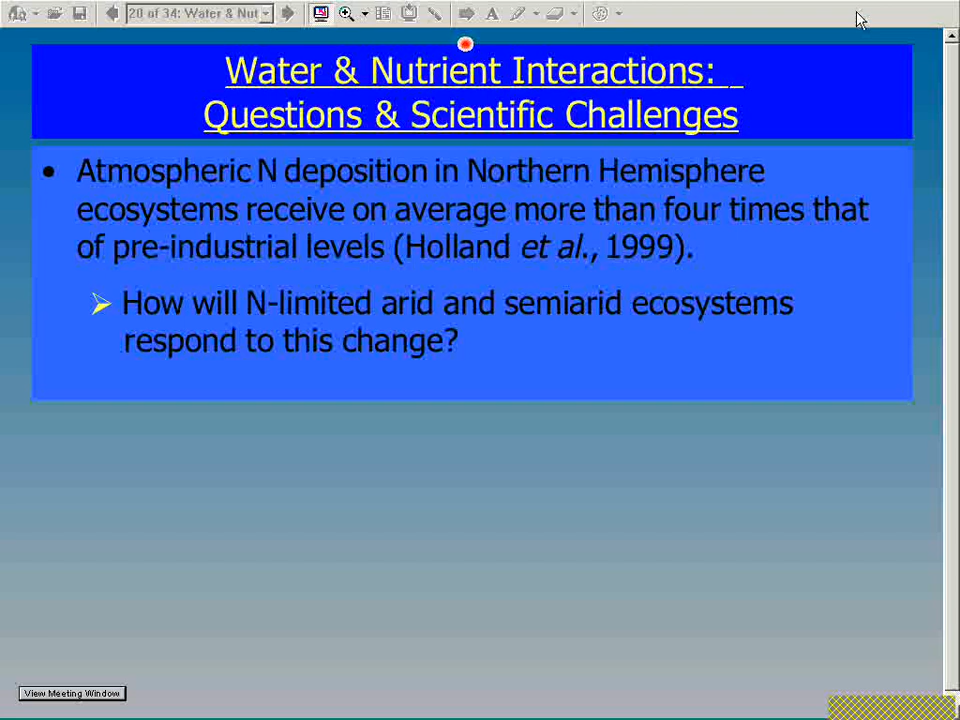 20 of 34: Water & Nut
Water & Nutrient Interactions:
Questions & Scientific Challenges
• Atmospheric N deposition in Northern Hemisphere
ecosystems receive on average more than four times that
of pre-industrial levels (Holland et al., 1999).
How will N-limited arid and semiarid ecosystems
respond to this change?
View Meeting Window